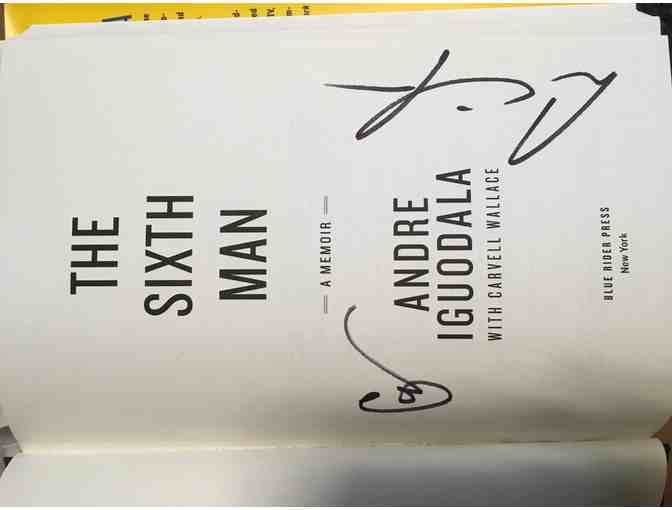 THE
SIXTH
MAN
A MEMOIR
ANDRE
IGUODALA
WITH CARVELL WALLACE
BLUE RIDER PRESS
New York